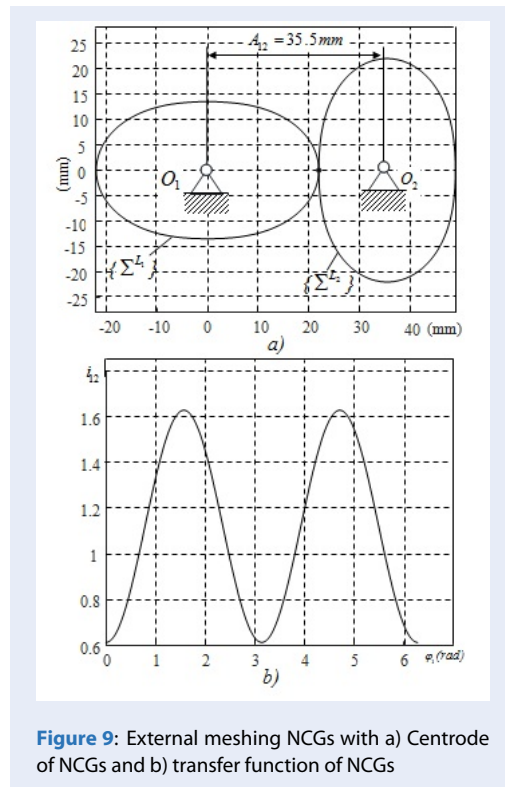 A₁₂ = 35.5mm
25
20
15
10
5
0
-5
-10
-15
-20
-25
(mm)
O₁
O₂
{Σ^L₁}
{Σ^L₂}
-20 -10 0 10 20 30 40 (mm)
a)
i₁₂
1.6
1.4
1.2
1
0.8
0.6
0 1 2 3 4 5 6 φ₁(rad)
b)
Figure 9: External meshing NCGs with a) Centrode
of NCGs and b) transfer function of NCGs